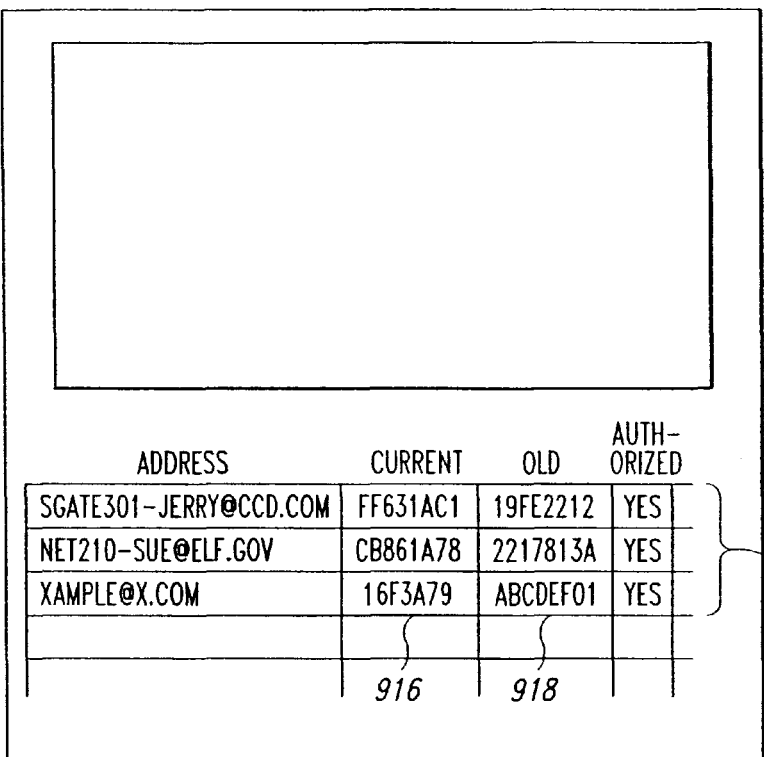 AUTH-
ADDRESS CURRENT OLD ORIZED
SGATE301-JERRY@CCD.COM FF631AC1 19FE2212 YES
NET210-SUE@ELF.GOV CB861A78 2217813A YES
XAMPLE@X.COM 16F3A79 ABCDEF01 YES
916 918